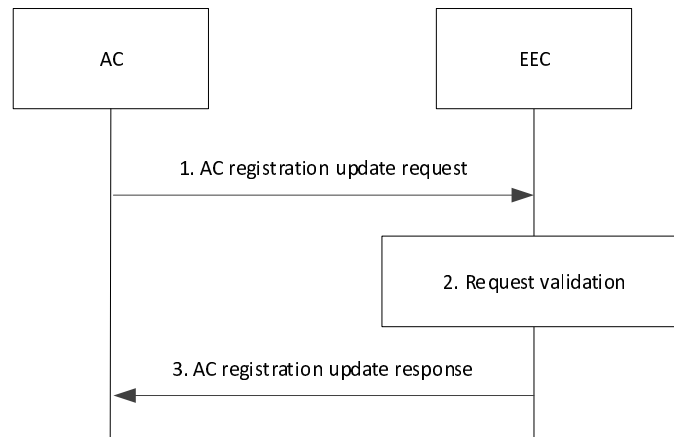 AC
EEC
1. AC registration update request
2. Request validation
3. AC registration update response